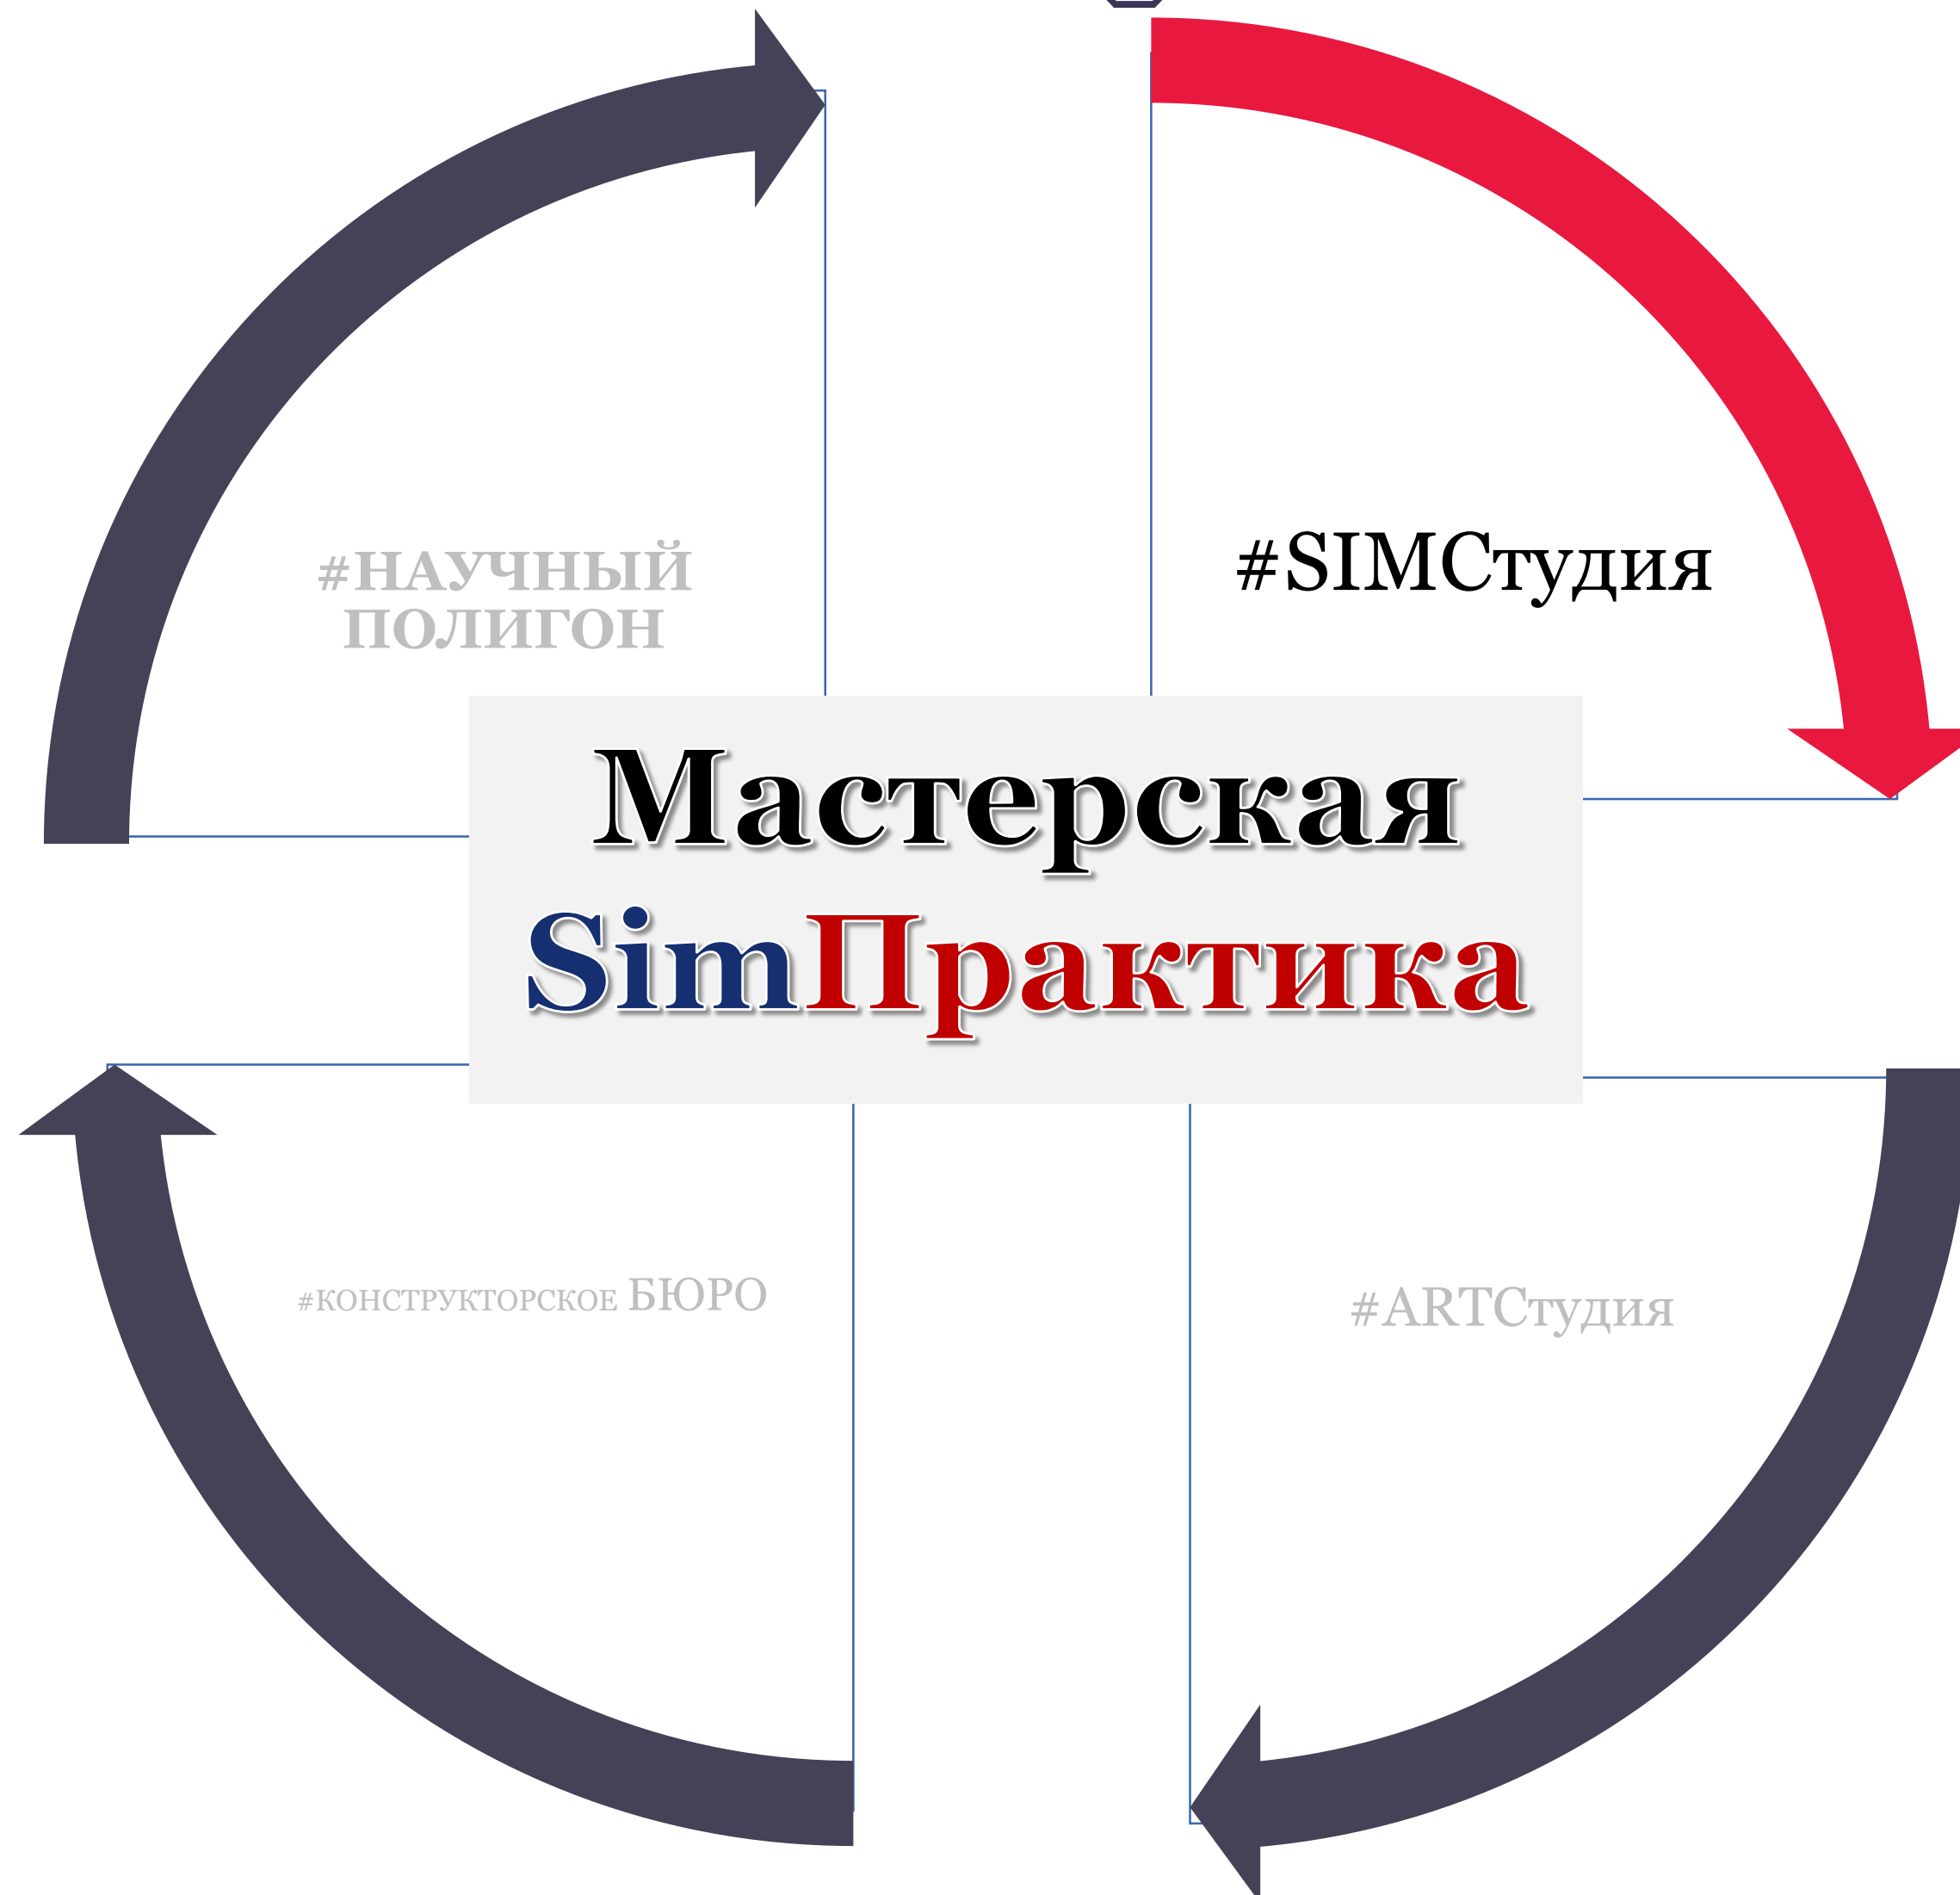 #НАУЧНЫЙ
ПОЛИГОН
#SIMСтудия
Мастерская
SimПрактика
#КОНСТРУКТОРСКОЕ БЮРО
#ARTСтудия